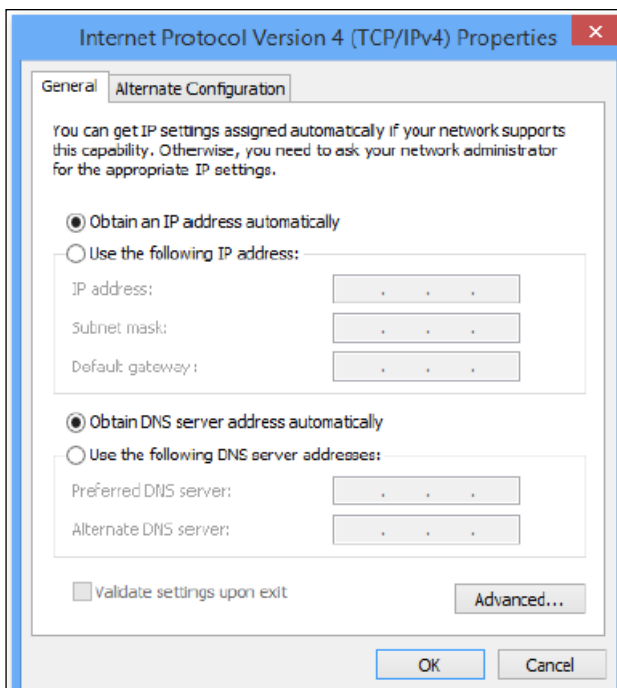 Internet Protocol Version 4 (TCP/IPv4) Properties
General
Alternate Configuration
You can get IP settings assigned automatically if your network supports
this capability. Otherwise, you need to ask your network administrator
for the appropriate IP settings.
Obtain an IP address automatically
Use the following IP address:
IP address:
Subnet mask:
Default gateway:
Obtain DNS server address automatically
Use the following DNS server addresses:
Preferred DNS server:
Alternate DNS server:
Validate settings upon exit
Advanced...
OK
Cancel